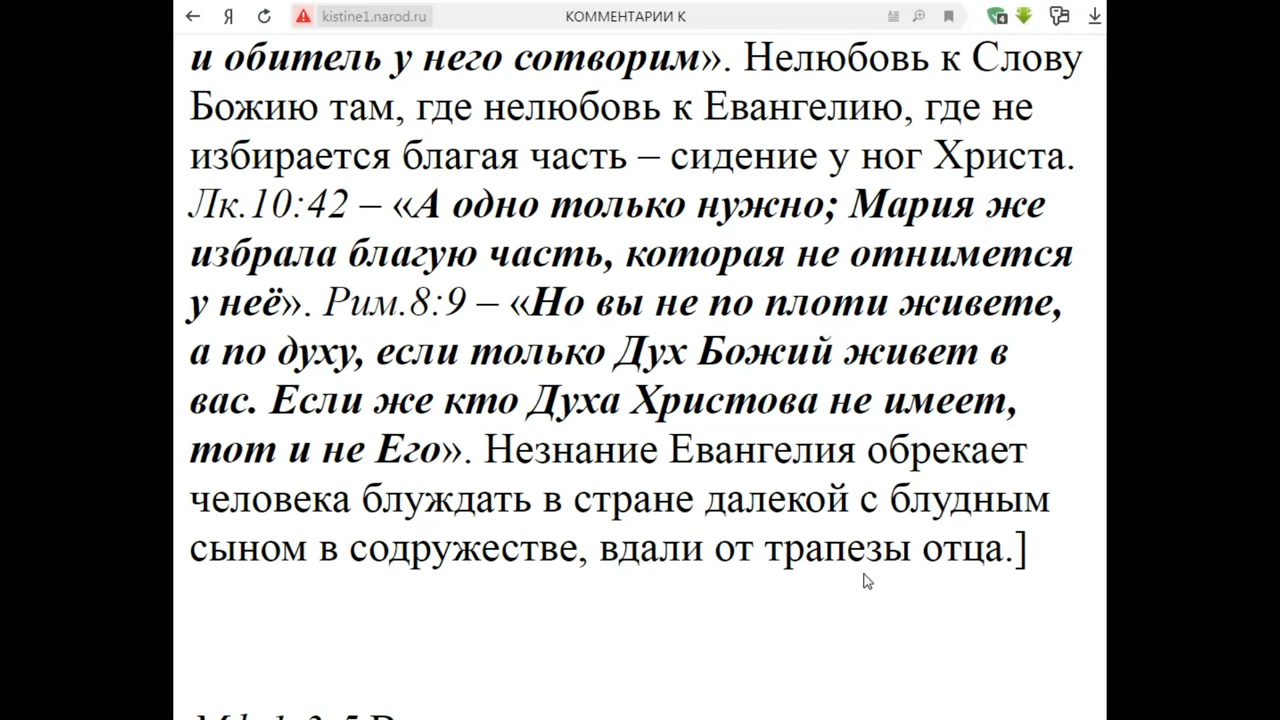 kistine1.narod.ru
КОММЕНТАРИИ К
и обитель у него сотворим». Нелюбовь к Слову
Божию там, где нелюбовь к Евангелию, где не
избирается благая часть – сидение у ног Христа.
Лк.10:42 – «А одно только нужно; Мария же
избрала благую часть, которая не отнимется
у неё». Рим.8:9 – «Но вы не по плоти живете,
а по духу, если только Дух Божий живет в
вас. Если же кто Духа Христова не имеет,
тот и не Его». Незнание Евангелия обрекает
человека блуждать в стране далекой с блудным
сыном в содружестве, вдали от трапезы отца.]